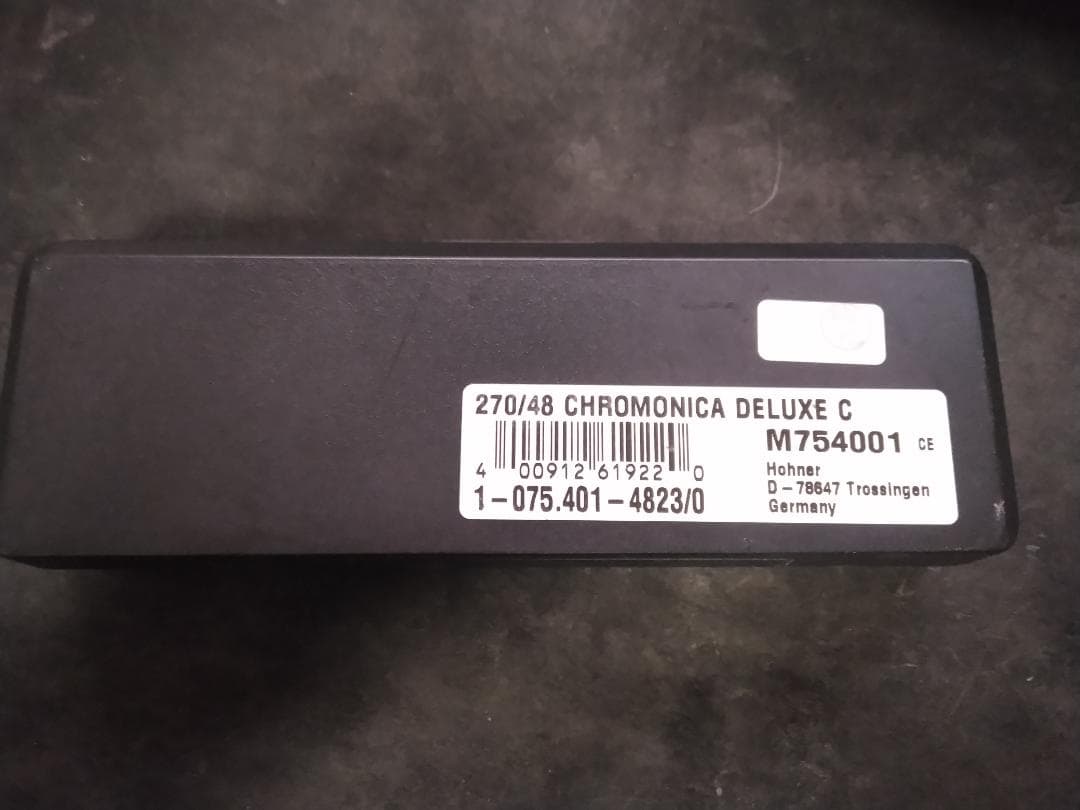 270/48 CHROMONICA DELUXE C
M754001 CE
4 00912 61922 0
Hohner
D-78647 Trossingen
1-075.401-4823/0
Germany